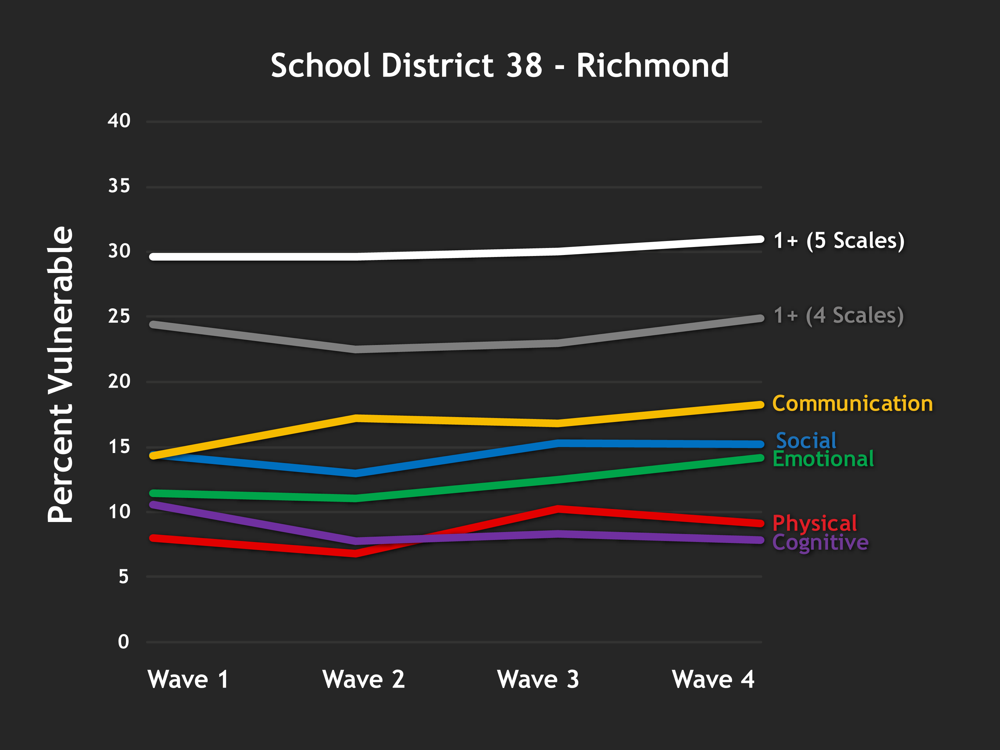 School District 38 - Richmond
Percent Vulnerable
40
35
30
25
20
15
10
5
0
1+ (5 Scales)
1+ (4 Scales)
Communication
Social
Emotional
Physical
Cognitive
Wave 1 Wave 2 Wave 3 Wave 4